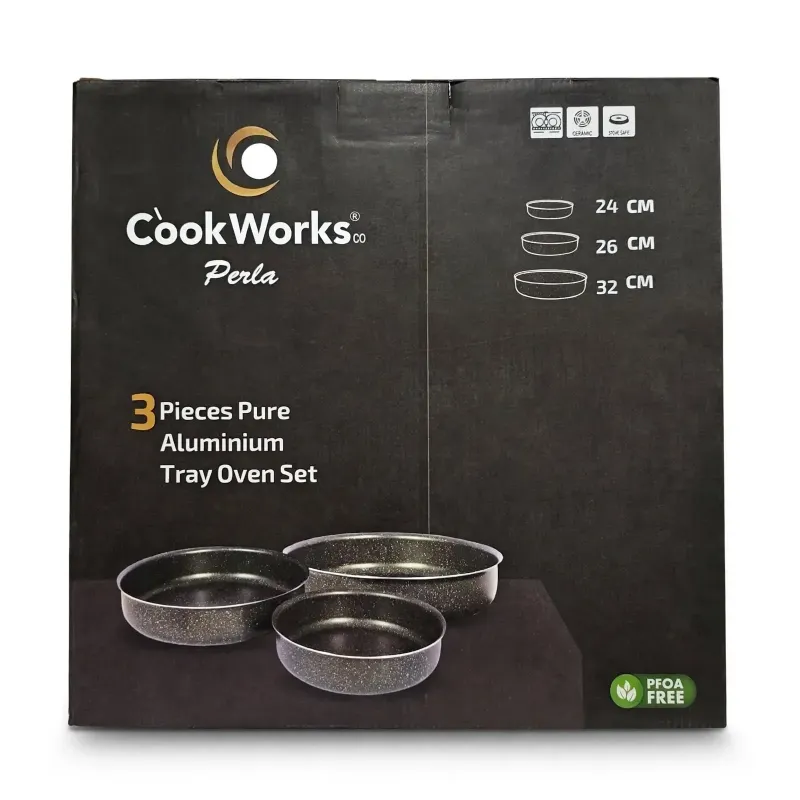 CERAMIC
STOVE SAFE
CookWorks® CO
Perla
24 CM
26 CM
32 CM
3 Pieces Pure
Aluminium
Tray Oven Set
PFOA
FREE